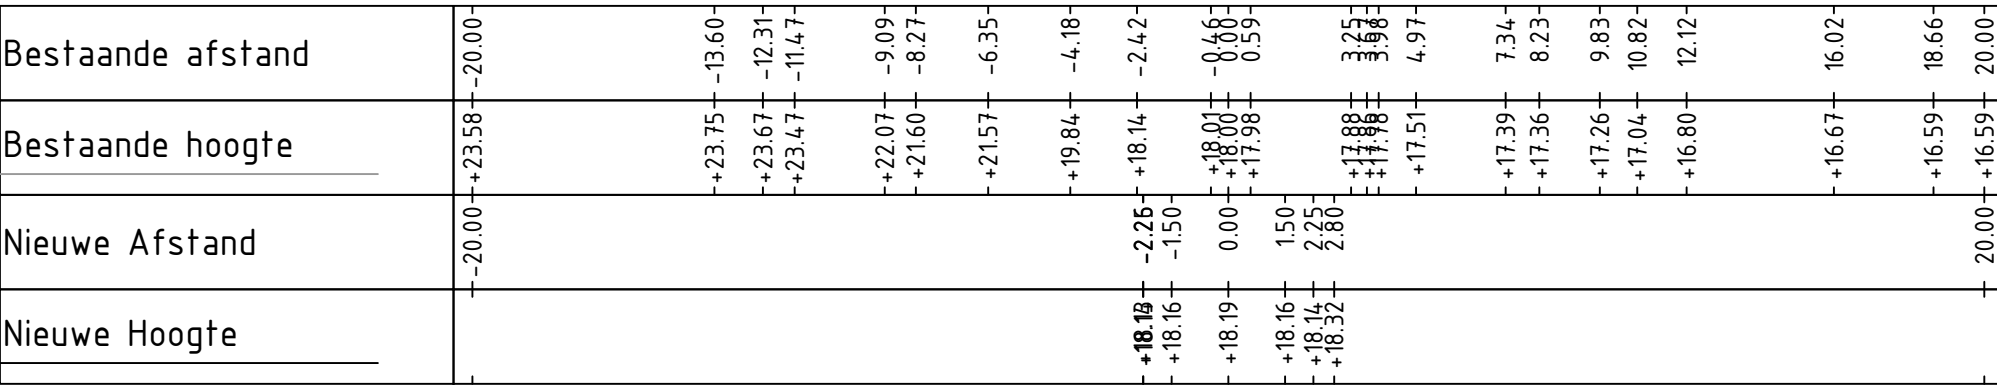 Bestaande afstand -20.00 -13.60 -12.31 -11.47 -9.09 -8.27 -6.35 -4.18 -2.42 -0.46 0.00 0.59 3.25 3.98 4.97 7.34 8.23 9.83 10.82 12.12 16.02 18.66 20.00
Bestaande hoogte +23.58 +23.75 +23.67 +23.47 +22.07 +21.60 +21.57 +19.84 +18.14 +18.01 +18.00 +17.98 +17.88 +17.78 +17.51 +17.39 +17.36 +17.26 +17.04 +16.80 +16.67 +16.59 +16.59
Nieuwe Afstand -20.00 -1.50 0.00 1.50 2.25 2.80 20.00
Nieuwe Hoogte +18.16 +18.19 +18.16 +18.14 +18.32